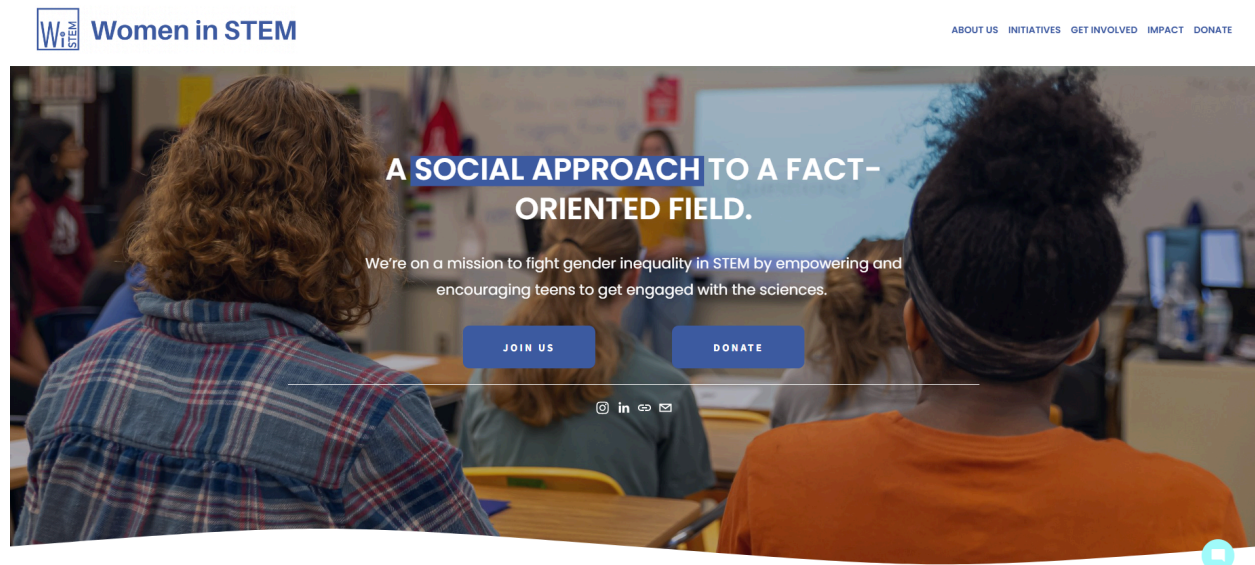 WiSTEM
Women in STEM
ABOUT US INITIATIVES GET INVOLVED IMPACT DONATE
A SOCIAL APPROACH TO A FACT-
ORIENTED FIELD.
We're on a mission to fight gender inequality in STEM by empowering and
encouraging teens to get engaged with the sciences.
JOIN US DONATE
in